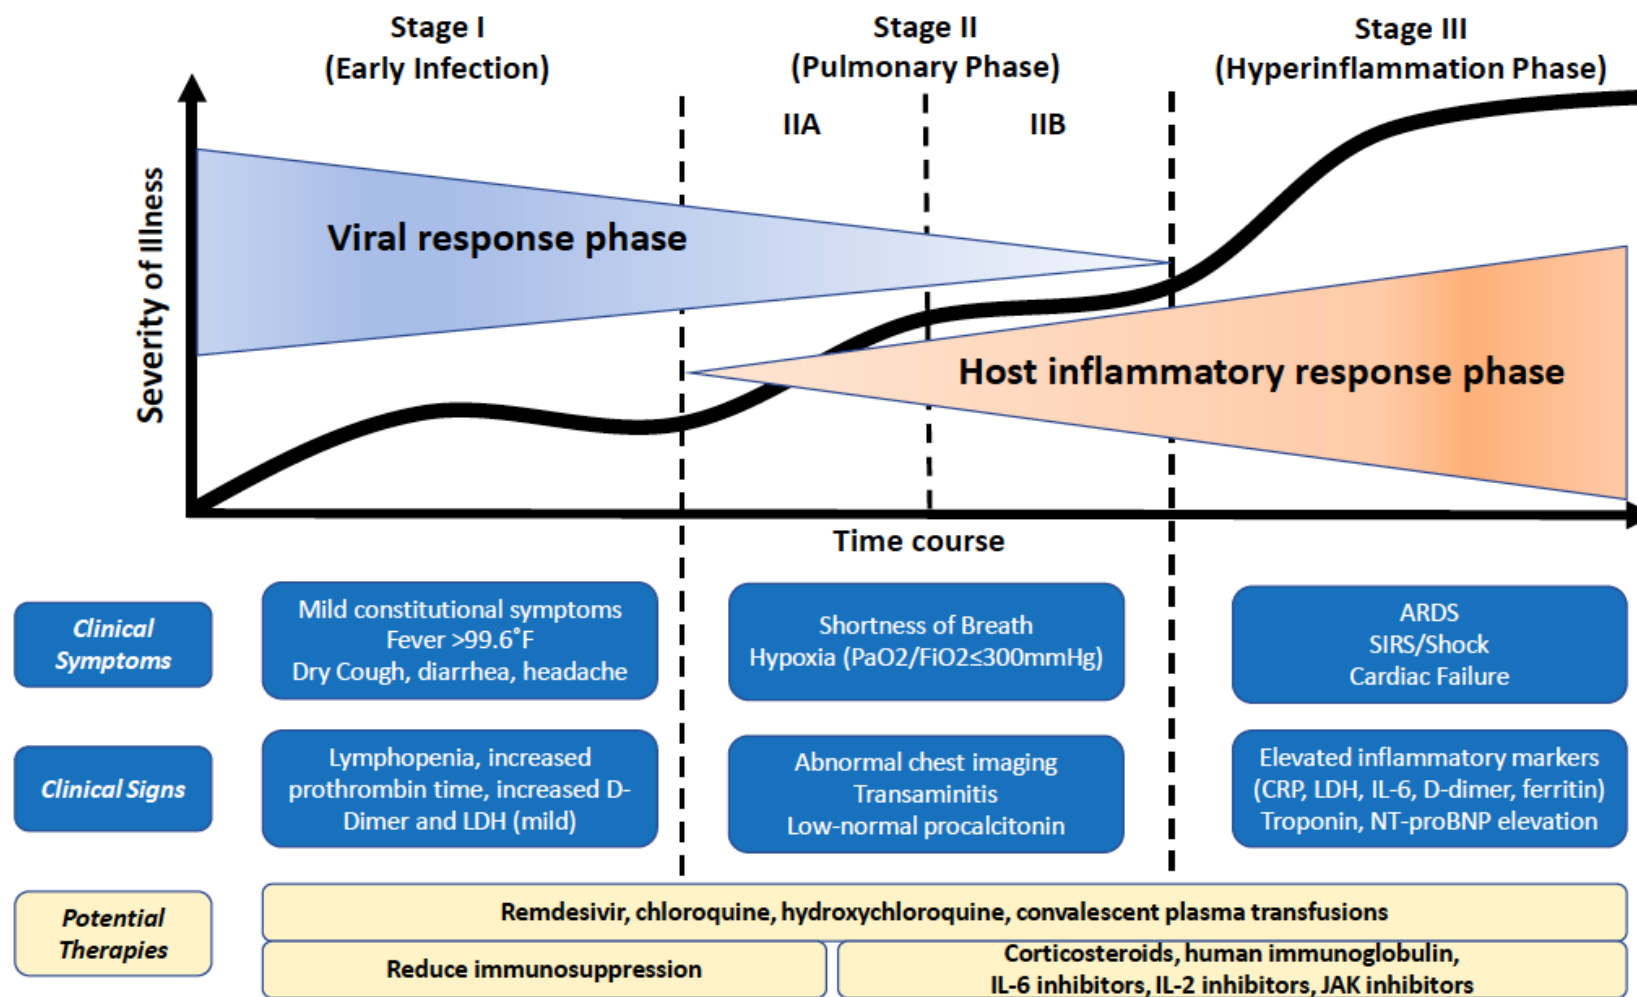 Stage I
(Early Infection)
Stage II
(Pulmonary Phase)
Stage III
(Hyperinflammation Phase)
IIA
IIB
Severity of Illness
Viral response phase
Host inflammatory response phase
Time course
Clinical
Symptoms
Mild constitutional symptoms
Fever >99.6°F
Dry Cough, diarrhea, headache
Shortness of Breath
Hypoxia (PaO2/FiO2≤300mmHg)
ARDS
SIRS/Shock
Cardiac Failure
Clinical Signs
Lymphopenia, increased
prothrombin time, increased D-
Dimer and LDH (mild)
Abnormal chest imaging
Transaminitis
Low-normal procalcitonin
Elevated inflammatory markers
(CRP, LDH, IL-6, D-dimer, ferritin)
Troponin, NT-proBNP elevation
Potential
Therapies
Remdesivir, chloroquine, hydroxychloroquine, convalescent plasma transfusions
Reduce immunosuppression
Corticosteroids, human immunoglobulin,
IL-6 inhibitors, IL-2 inhibitors, JAK inhibitors